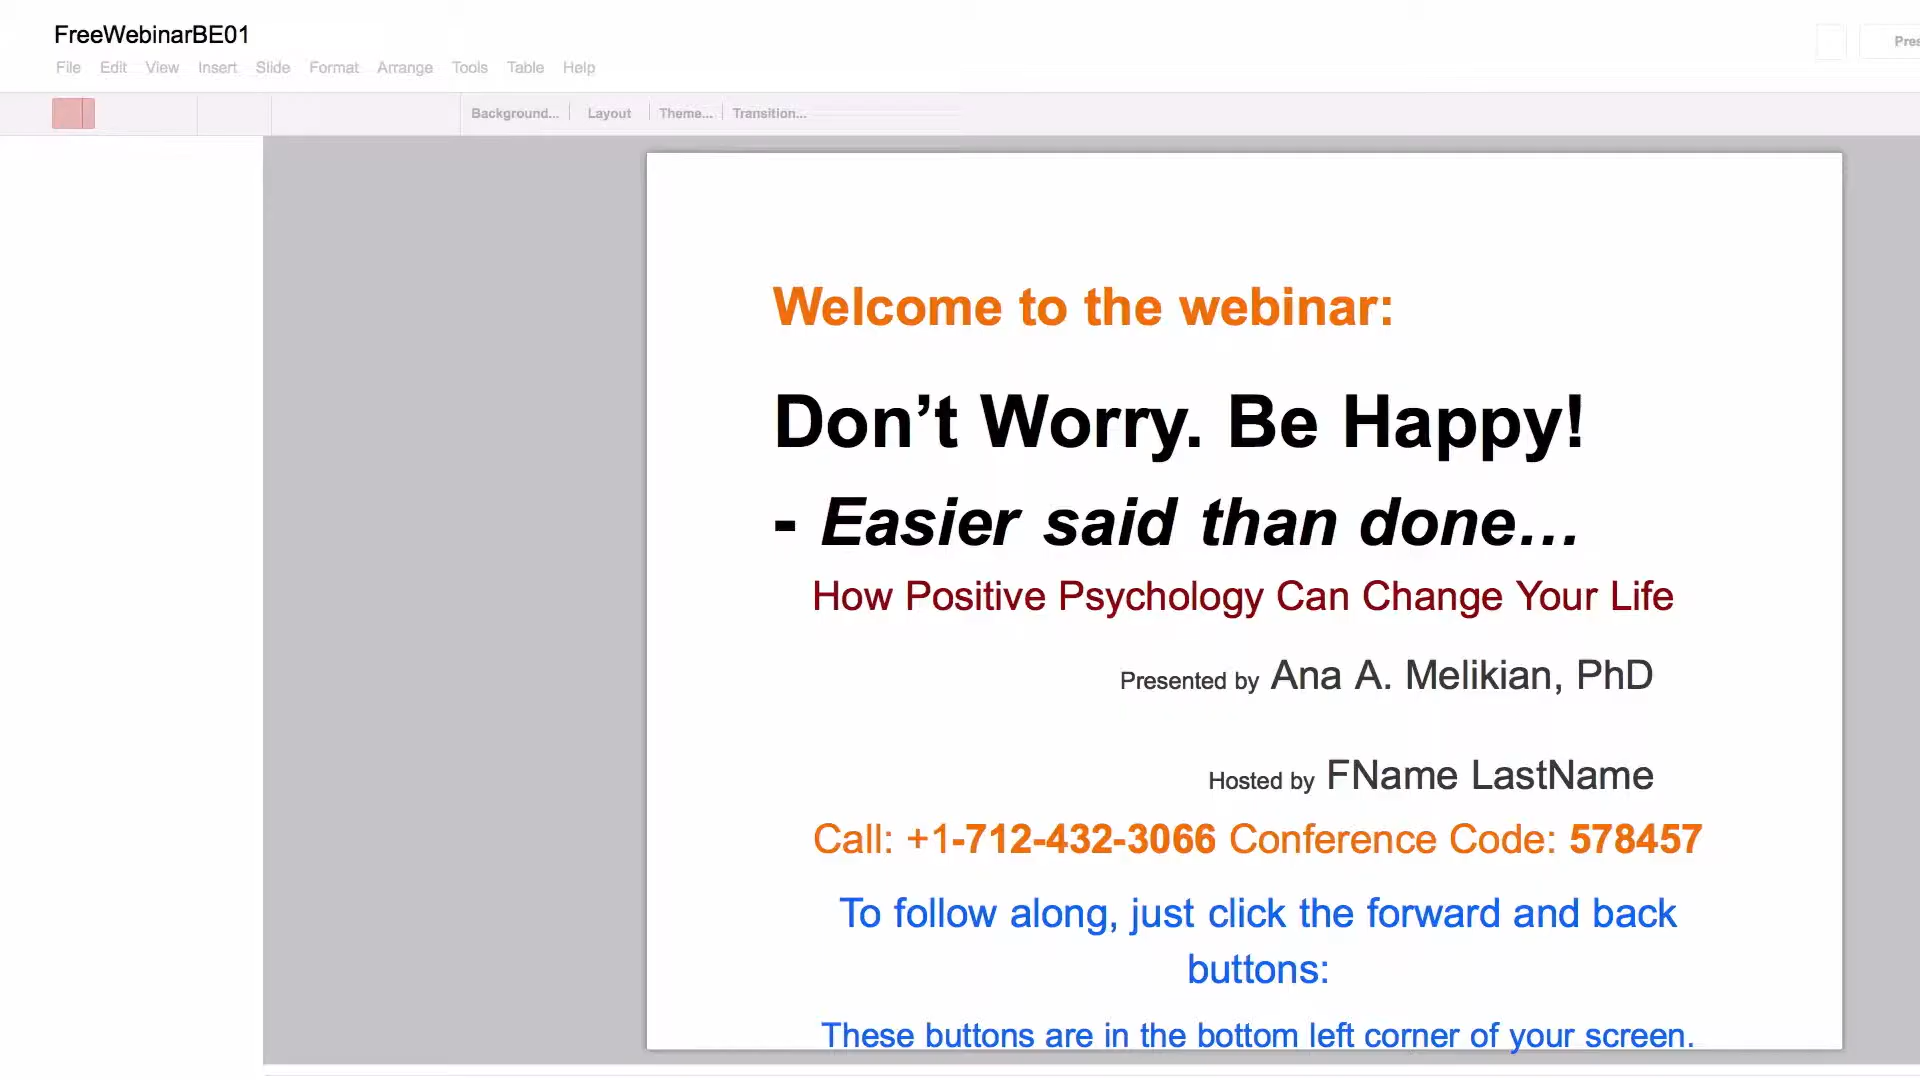 FreeWebinarBE01
File Edit View Insert Slide Format Arrange Tools Table Help
Background... Layout Theme... Transition...
Welcome to the webinar:
Don’t Worry. Be Happy!
- Easier said than done...
How Positive Psychology Can Change Your Life
Presented by Ana A. Melikian, PhD
Hosted by FName LastName
Call: +1-712-432-3066 Conference Code: 578457
To follow along, just click the forward and back
buttons:
These buttons are in the bottom left corner of your screen.